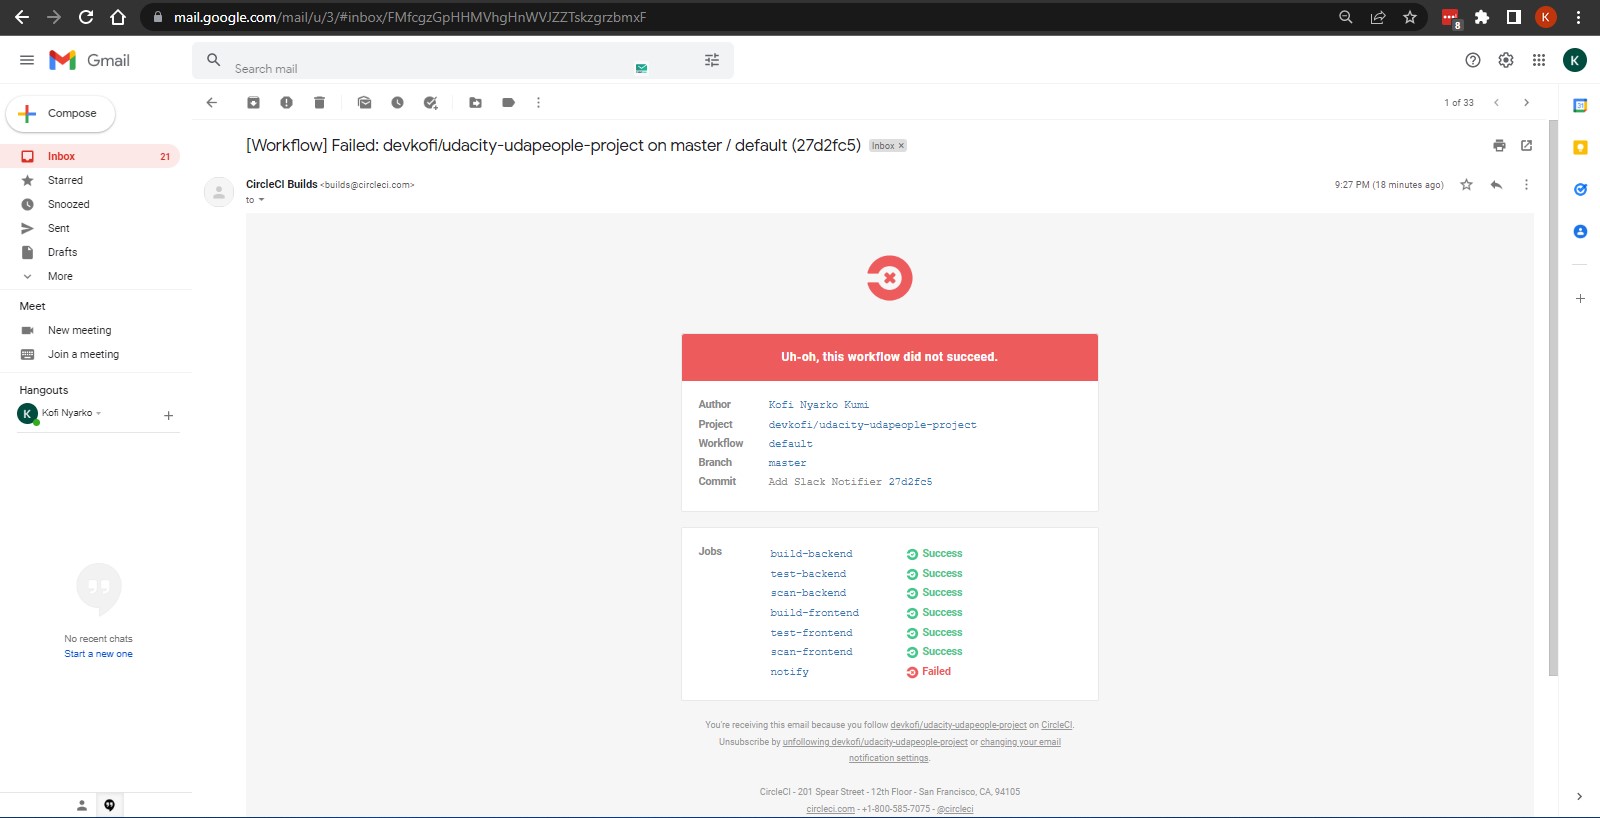 mail.google.com/mail/u/3/#inbox/FMfcgzGpHHMVhgHnWVJZZTskzgrzbmxF
8
K
Gmail
Search mail
K
Compose
1 of 33
Inbox 21
Starred
Snoozed
Sent
Drafts
More
Meet
New meeting
Join a meeting
Hangouts
K Kofi Nyarko
No recent chats
Start a new one
[Workflow] Failed: devkofi/udacity-udapeople-project on master / default (27d2fc5) Inbox x
CircleCI Builds <builds@circleci.com> 9:27 PM (18 minutes ago)
to
Uh-oh, this workflow did not succeed.
Author Kofi Nyarko Kumi
Project devkofi/udacity-udapeople-project
Workflow default
Branch master
Commit Add Slack Notifier 27d2fc5
Jobs build-backend Success
test-backend Success
scan-backend Success
build-frontend Success
test-frontend Success
scan-frontend Success
notify Failed
You're receiving this email because you follow devkofi/udacity-udapeople-project on CircleCI.
Unsubscribe by unfollowing devkofi/udacity-udapeople-project or changing your email
notification settings.
CircleCI - 201 Spear Street - 12th Floor - San Francisco, CA, 94105
circleci.com - +1-800-585-7075 - @circleci